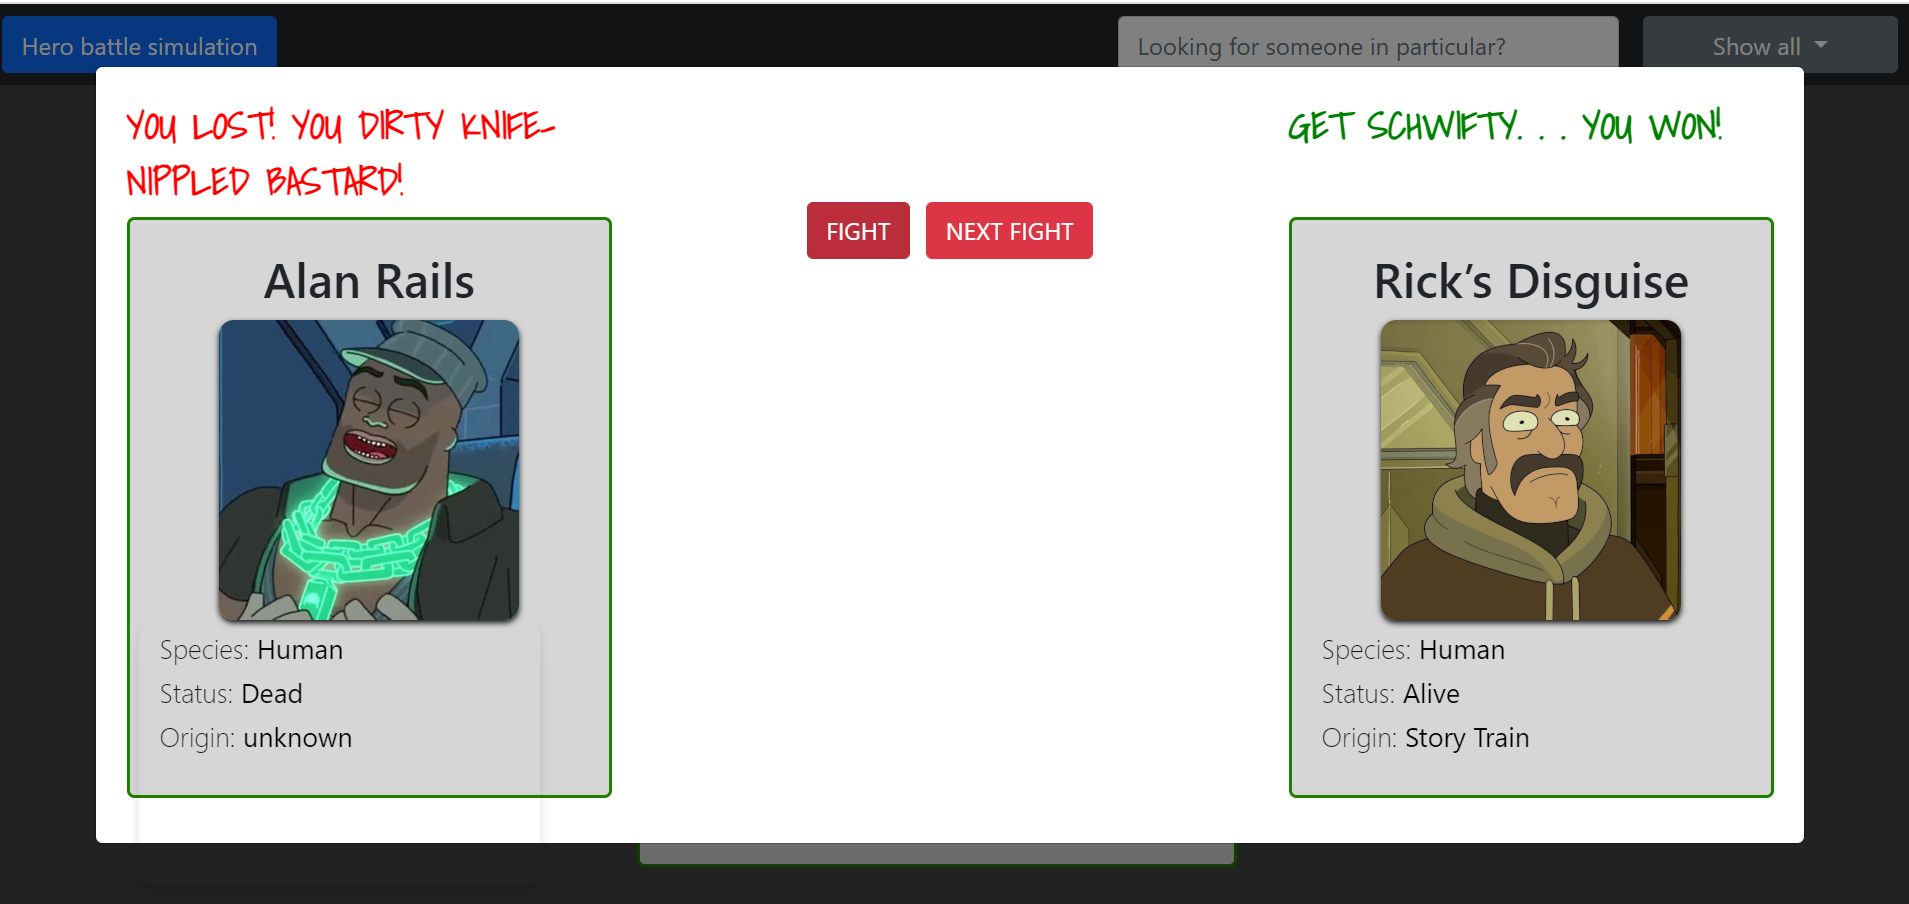 Hero battle simulation
Looking for someone in particular?
Show all
YOU LOST! YOU DIRTY KNIFE-
NIPPLED BASTARD!
GET SCHWIFTY. . . YOU WON!
FIGHT
NEXT FIGHT
Alan Rails
Species: Human
Status: Dead
Origin: unknown
Rick’s Disguise
Species: Human
Status: Alive
Origin: Story Train